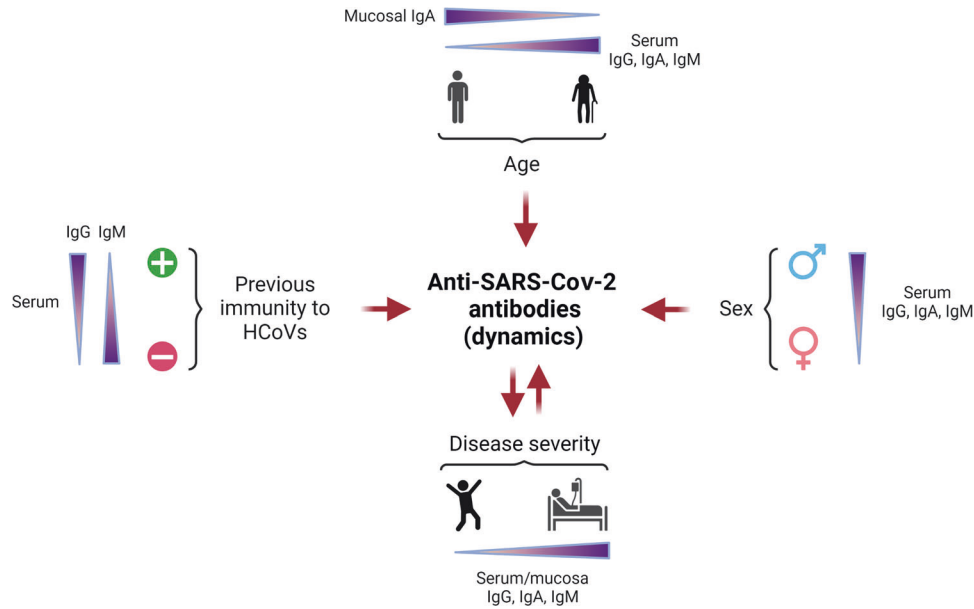 Mucosal IgA
Serum
IgG, IgA, IgM
Age
IgG IgM
Serum
Previous
immunity to
HCoVs
Anti-SARS-Cov-2
antibodies
(dynamics)
Sex
Serum
IgG, IgA, IgM
Disease severity
Serum/mucosa
IgG, IgA, IgM